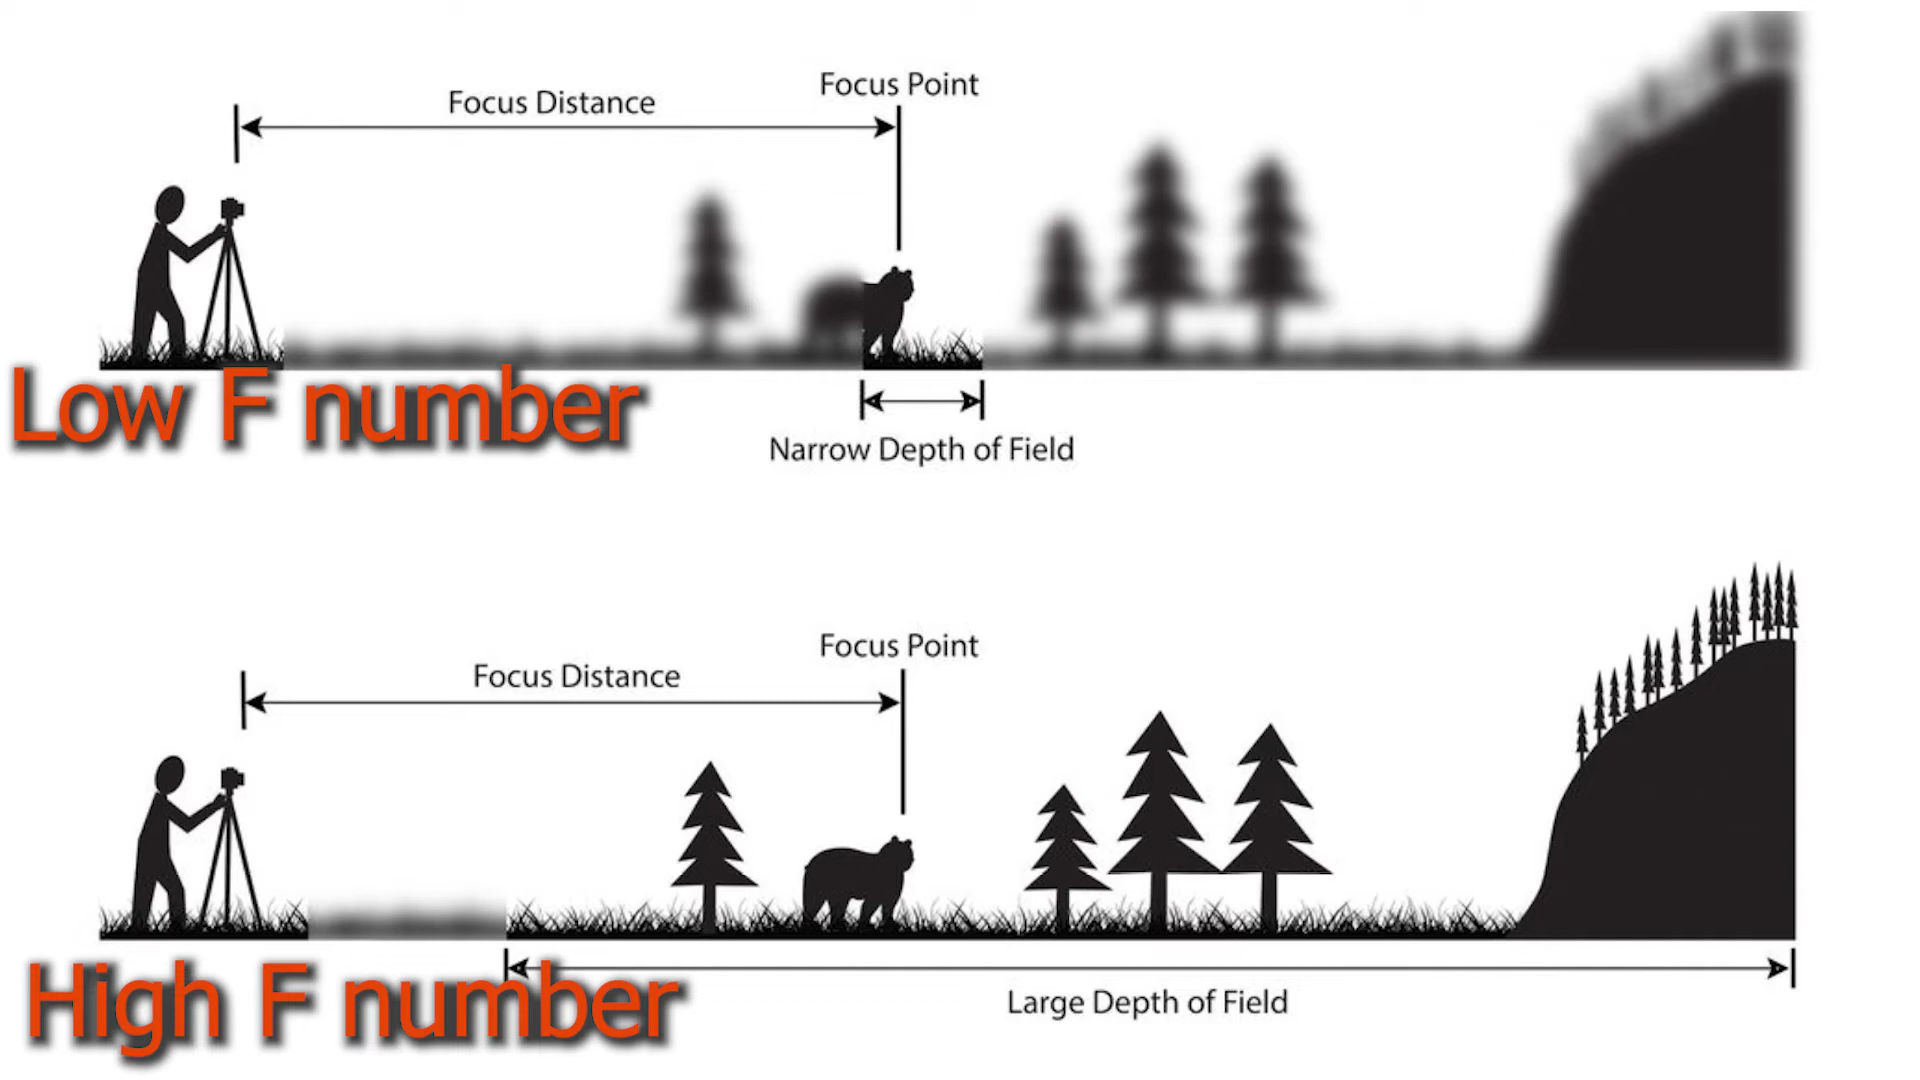 Focus Point
Focus Distance
Low F number
Narrow Depth of Field
Focus Point
Focus Distance
High F number
Large Depth of Field